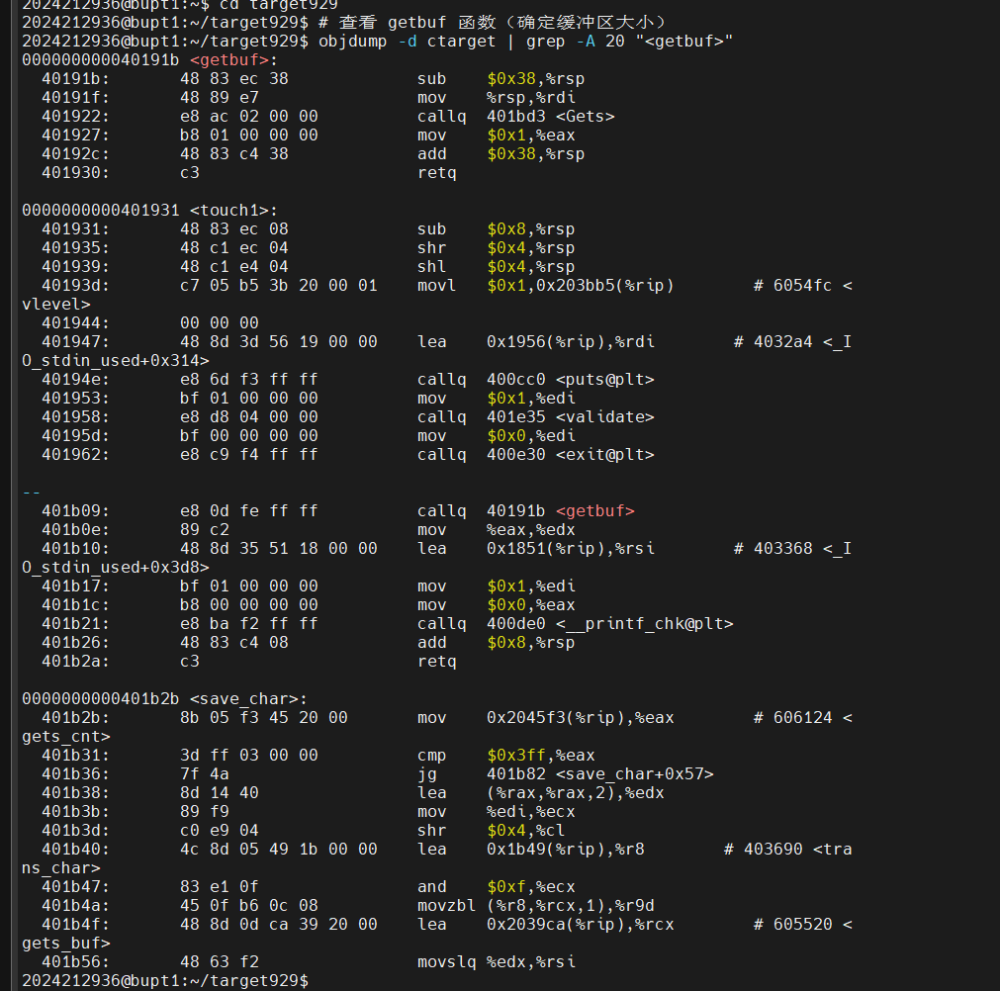 2024212936@bupt1:~$ cd target929
2024212936@bupt1:~/target929$ # 查看 getbuf 函数（确定缓冲区大小）
2024212936@bupt1:~/target929$ objdump -d ctarget | grep -A 20 "<getbuf>"
000000000040191b <getbuf>:
  40191b:	48 83 ec 38	sub $0x38,%rsp
  40191f:	48 89 e7	mov %rsp,%rdi
  401922:	e8 ac 02 00 00	callq 401bd3 <Gets>
  401927:	b8 01 00 00 00	mov $0x1,%eax
  40192c:	48 83 c4 38	add $0x38,%rsp
  401930:	c3	retq

0000000000401931 <touch1>:
  401931:	48 83 ec 08	sub $0x8,%rsp
  401935:	48 c1 ec 04	shr $0x4,%rsp
  401939:	48 c1 e4 04	shl $0x4,%rsp
  40193d:	c7 05 b5 3b 20 00 01	movl $0x1,0x203bb5(%rip)	# 6054fc <
vlevel>
  401944:	00 00 00
  401947:	48 8d 3d 56 19 00 00	lea 0x1956(%rip),%rdi	# 4032a4 <_I
O_stdin_used+0x314>
  40194e:	e8 6d f3 ff ff	callq 400cc0 <puts@plt>
  401953:	bf 01 00 00 00	mov $0x1,%edi
  401958:	e8 d8 04 00 00	callq 401e35 <validate>
  40195d:	bf 00 00 00 00	mov $0x0,%edi
  401962:	e8 c9 f4 ff ff	callq 400e30 <exit@plt>

--
  401b09:	e8 0d fe ff ff	callq 40191b <getbuf>
  401b0e:	89 c2	mov %eax,%edx
  401b10:	48 8d 35 51 18 00 00	lea 0x1851(%rip),%rsi	# 403368 <_I
O_stdin_used+0x3d8>
  401b17:	bf 01 00 00 00	mov $0x1,%edi
  401b1c:	b8 00 00 00 00	mov $0x0,%eax
  401b21:	e8 ba f2 ff ff	callq 400de0 <__printf_chk@plt>
  401b26:	48 83 c4 08	add $0x8,%rsp
  401b2a:	c3	retq

0000000000401b2b <save_char>:
  401b2b:	8b 05 f3 45 20 00	mov 0x2045f3(%rip),%eax	# 606124 <
gets_cnt>
  401b31:	3d ff 03 00 00	cmp $0x3ff,%eax
  401b36:	7f 4a	jg 401b82 <save_char+0x57>
  401b38:	8d 14 40	lea (%rax,%rax,2),%edx
  401b3b:	89 f9	mov %edi,%ecx
  401b3d:	c0 e9 04	shr $0x4,%cl
  401b40:	4c 8d 05 49 1b 00 00	lea 0x1b49(%rip),%r8	# 403690 <tra
ns_char>
  401b47:	83 e1 0f	and $0xf,%ecx
  401b4a:	45 0f b6 0c 08	movzbl (%r8,%rcx,1),%r9d
  401b4f:	48 8d 0d ca 39 20 00	lea 0x2039ca(%rip),%rcx	# 605520 <
gets_buf>
  401b56:	48 63 f2	movslq %edx,%rsi
2024212936@bupt1:~/target929$